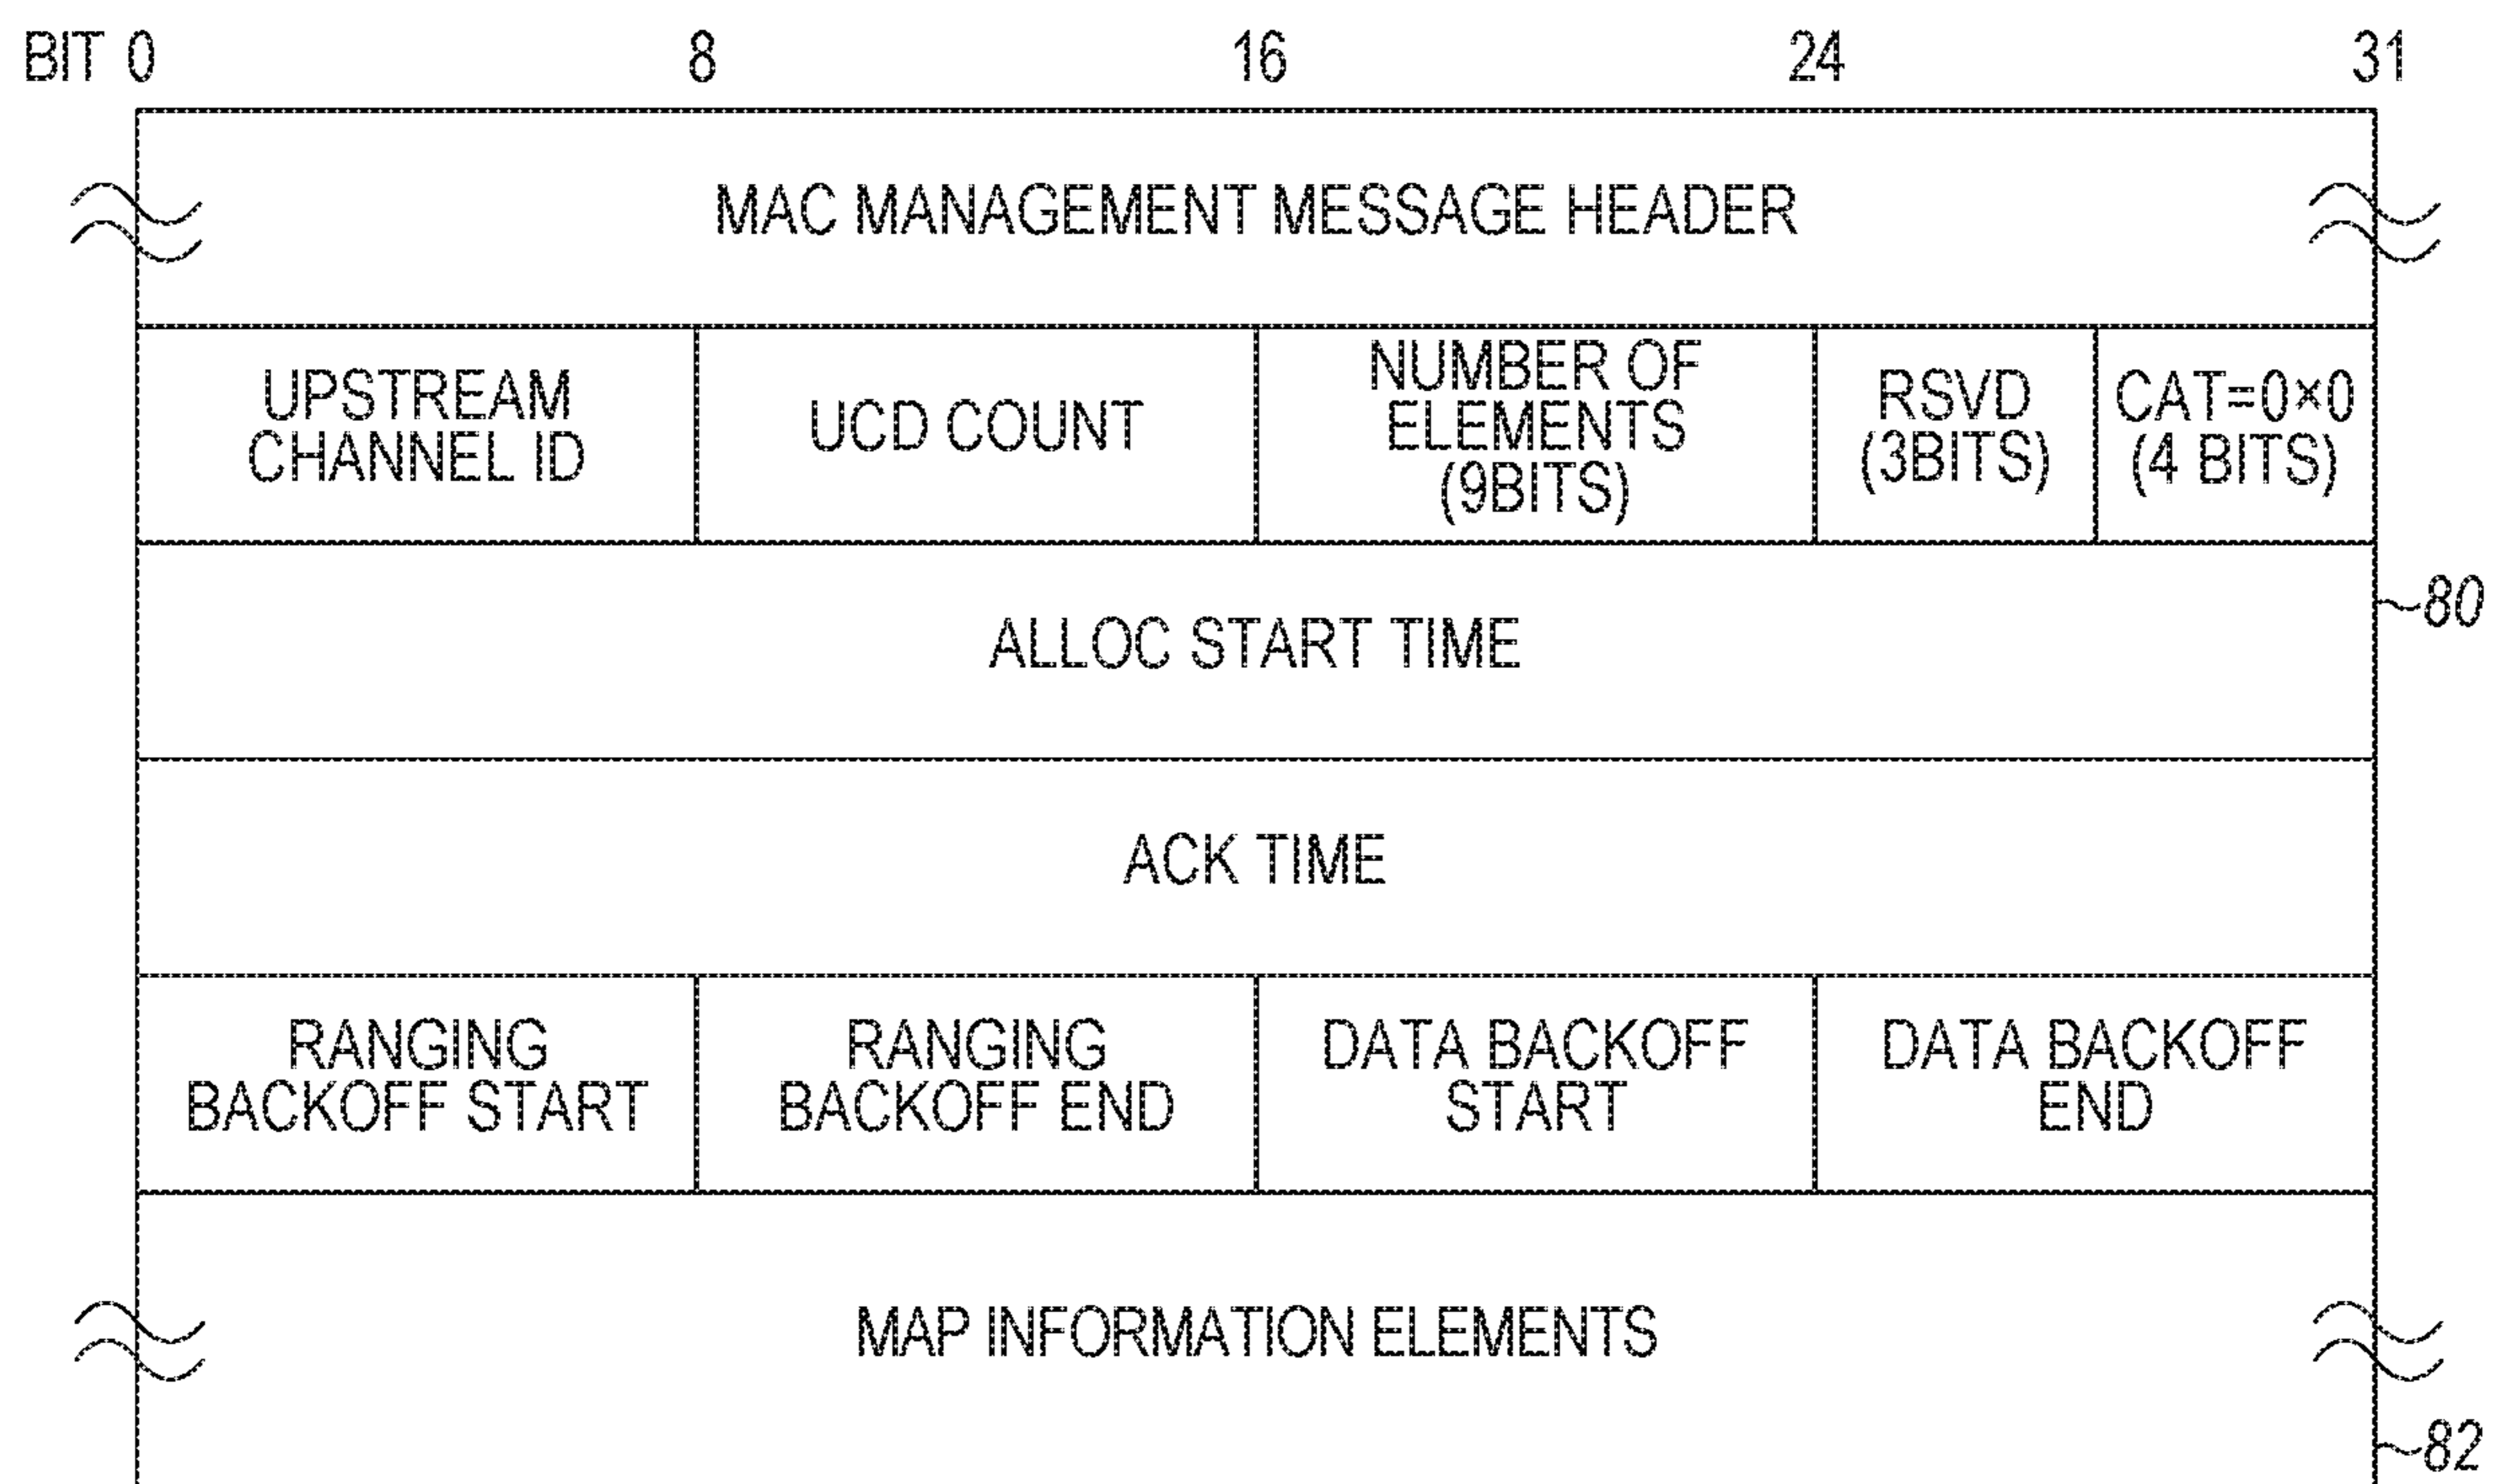 BIT 0 8 16 24 31
MAC MANAGEMENT MESSAGE HEADER
UPSTREAM
CHANNEL ID
UCD COUNT
NUMBER OF
ELEMENTS
(9BITS)
RSVD
(3BITS)
CAT=0×0
(4 BITS)
80
ALLOC START TIME
ACK TIME
RANGING
BACKOFF START
RANGING
BACKOFF END
DATA BACKOFF
START
DATA BACKOFF
END
MAP INFORMATION ELEMENTS
82